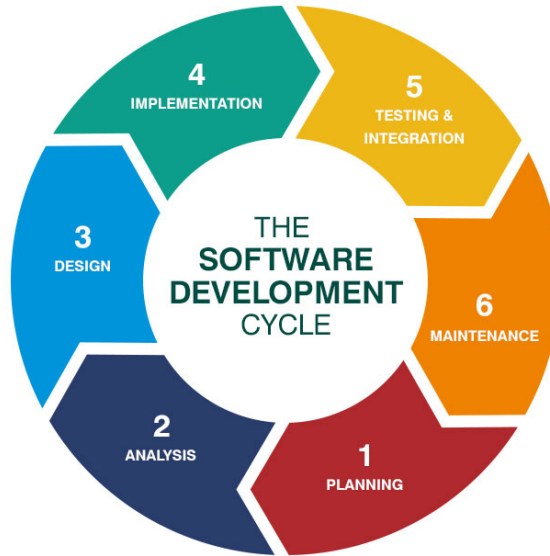 THE
SOFTWARE
DEVELOPMENT
CYCLE
1
PLANNING
2
ANALYSIS
3
DESIGN
4
IMPLEMENTATION
5
TESTING &
INTEGRATION
6
MAINTENANCE